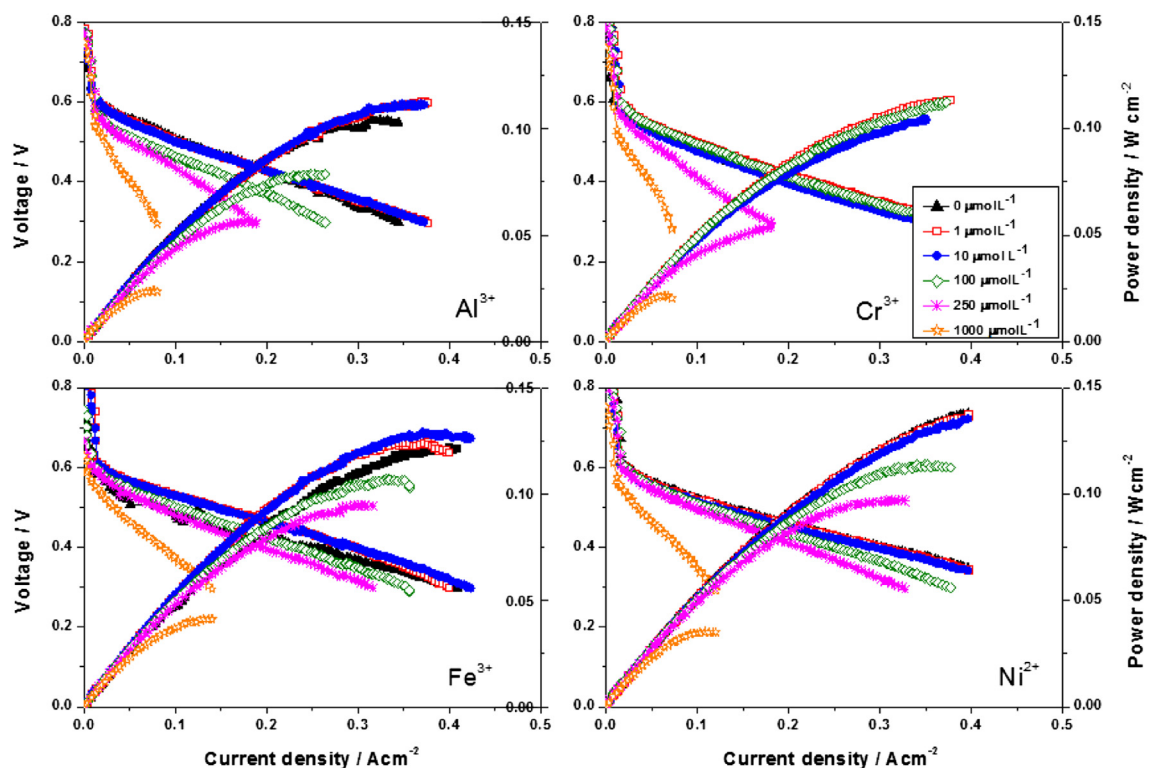 0.8 0.15 0.8 0.15
0.6 0.10 0.6 0.10
0.4 0.4
0 µmolL⁻¹
1 µmolL⁻¹
10 µmolL⁻¹
100 µmolL⁻¹
250 µmolL⁻¹
1000 µmolL⁻¹
0.05 0.05
0.2 0.2
Al³⁺ Cr³⁺
0.0 0.00 0.0 0.00
0.0 0.1 0.2 0.3 0.4 0.5 0.0 0.1 0.2 0.3 0.4 0.5
Voltage / V
Power density / W cm⁻²
0.8 0.15 0.8 0.15
0.6 0.10 0.6 0.10
0.4 0.4
0.05 0.05
0.2 0.2
Fe³⁺ Ni²⁺
0.0 0.00 0.0 0.00
0.0 0.1 0.2 0.3 0.4 0.5 0.0 0.1 0.2 0.3 0.4 0.5
Voltage / V
Power density / W cm⁻²
Current density / Acm⁻² Current density / Acm⁻²